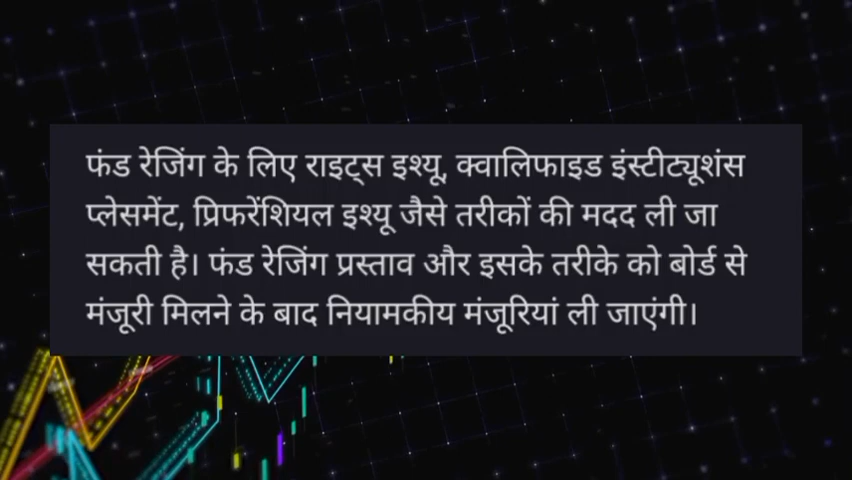 फंड रेजिंग के लिए राइट्स इश्यू, क्वालिफाइड इंस्टीट्यूशंस
प्लेसमेंट, प्रिफरेंशियल इश्यू जैसे तरीकों की मदद ली जा
सकती है। फंड रेजिंग प्रस्ताव और इसके तरीके को बोर्ड से
मंजूरी मिलने के बाद नियामकीय मंजूरियां ली जाएंगी।